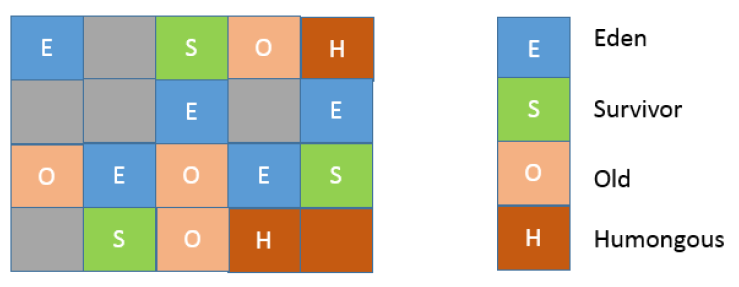 E S O H
E E
O E O E S
S O H
E Eden
S Survivor
O Old
H Humongous